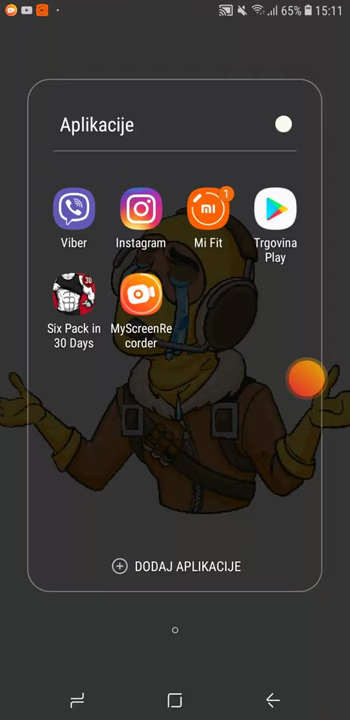 65% 15:11
Aplikacije
mi 1
Viber Instagram Mi Fit Trgovina
Play
30
Six Pack in MyScreenRe
30 Days corder
DODAJ APLIKACIJE